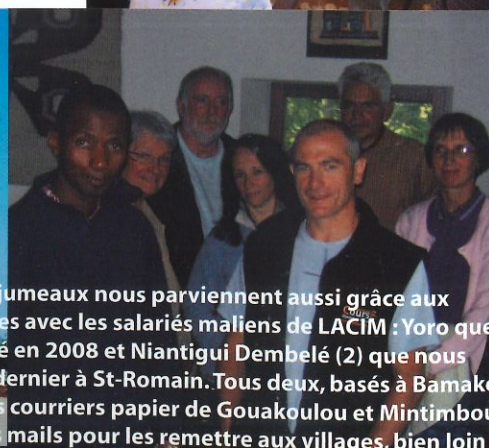 Course
jumeaux nous parviennent aussi grâce aux
es avec les salariés maliens de LACIM : Yoro que
é en 2008 et Niantigui Dembelé (2) que nous
dernier à St-Romain. Tous deux, basés à Bamako
s courriers papier de Gouakoulou et Mintimbou
s mails pour les remettre aux villages, bien loin